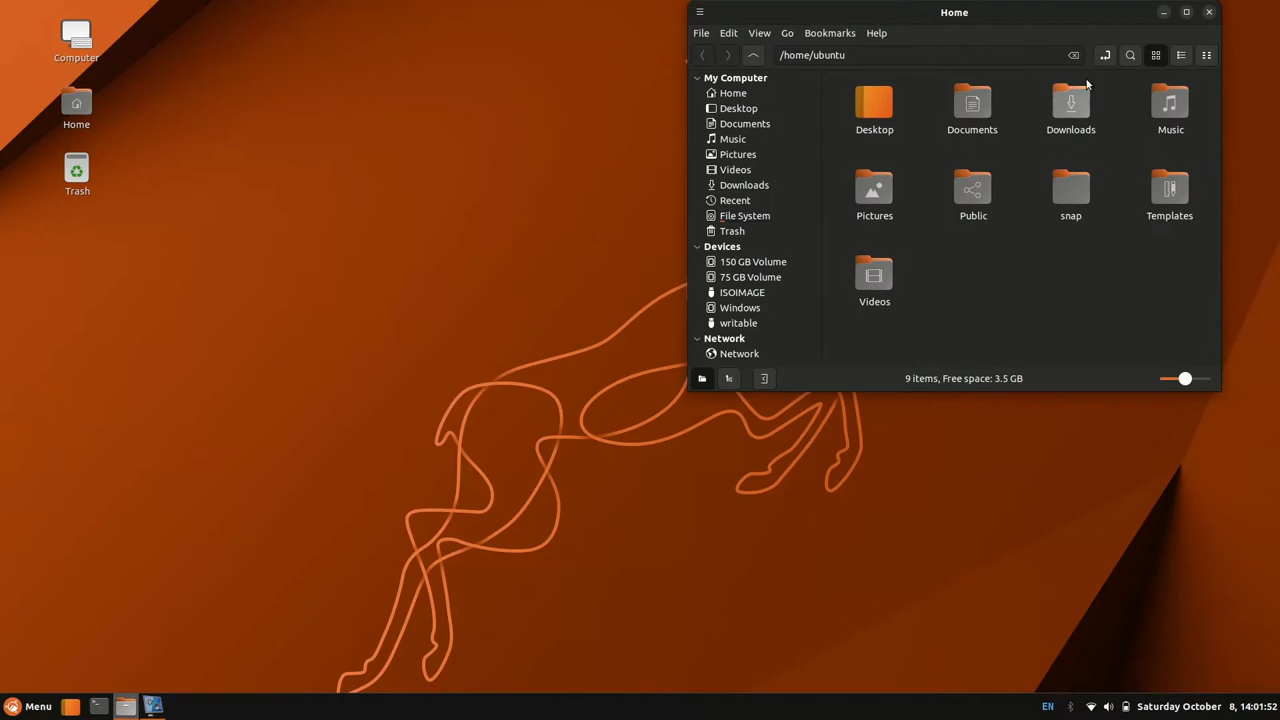 Computer
Home
Trash
Home
File Edit View Go Bookmarks Help
/home/ubuntu
My Computer
Home
Desktop
Documents
Music
Pictures
Videos
Downloads
Recent
File System
Trash
Devices
150 GB Volume
75 GB Volume
ISOIMAGE
Windows
writable
Network
Network
Desktop Documents Downloads Music
Pictures Public snap Templates
Videos
9 items, Free space: 3.5 GB
Menu
EN Saturday October 8, 14:01:52